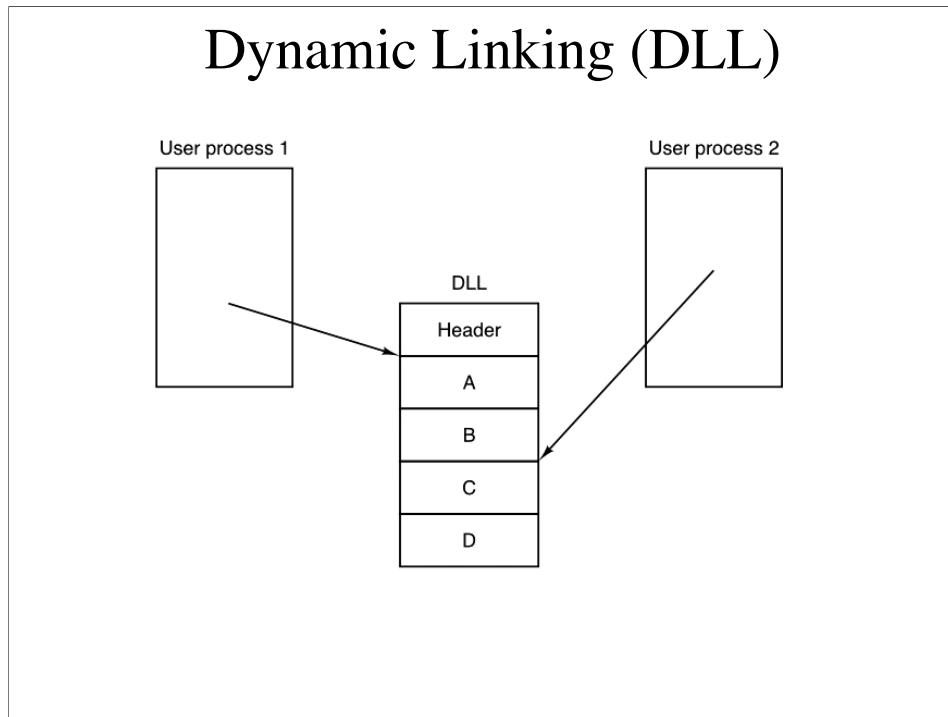 Dynamic Linking (DLL)
User process 1
User process 2
DLL
Header
A
B
C
D